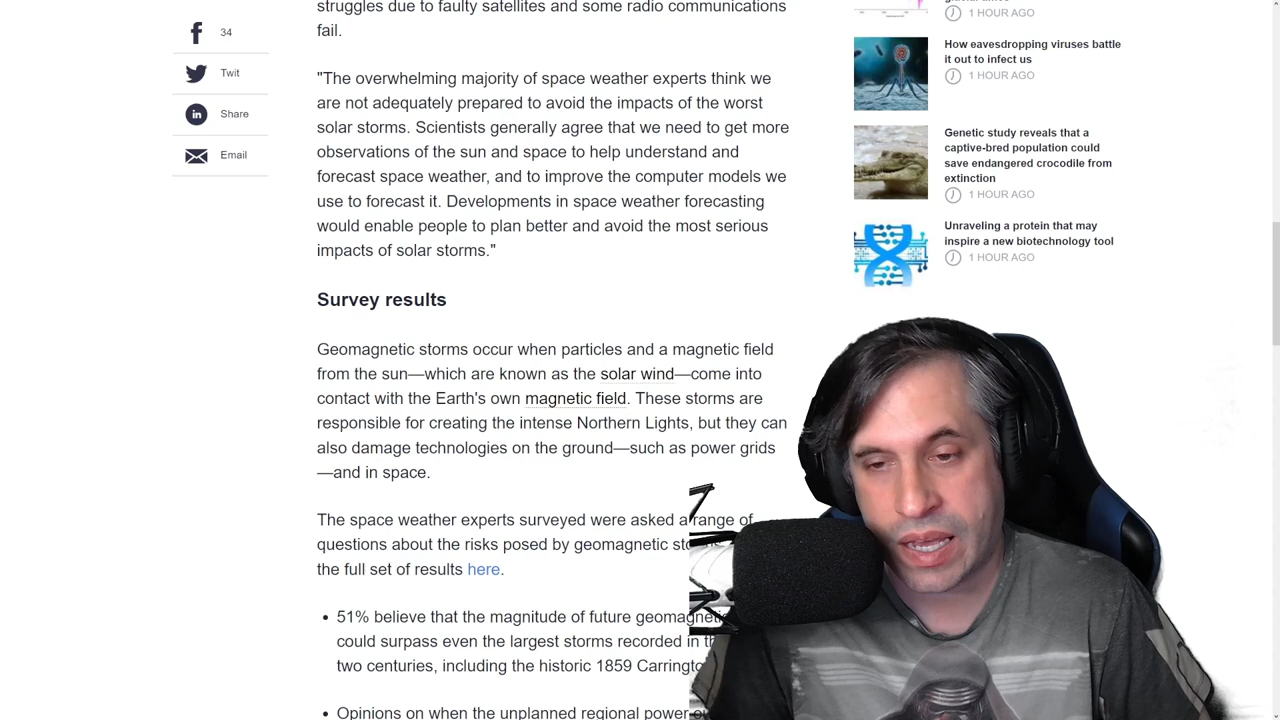 struggles due to faulty satellites and some radio communications
fail.
"The overwhelming majority of space weather experts think we
are not adequately prepared to avoid the impacts of the worst
solar storms. Scientists generally agree that we need to get more
observations of the sun and space to help understand and
forecast space weather, and to improve the computer models we
use to forecast it. Developments in space weather forecasting
would enable people to plan better and avoid the most serious
impacts of solar storms."
Survey results
Geomagnetic storms occur when particles and a magnetic field
from the sun—which are known as the solar wind—come into
contact with the Earth's own magnetic field. These storms are
responsible for creating the intense Northern Lights, but they can
also damage technologies on the ground—such as power grids
—and in space.
The space weather experts surveyed were asked a range of
questions about the risks posed by geomagnetic
the full set of results here.
• 51% believe that the magnitude of future
could surpass even the largest storms recorded in
two centuries, including the historic 1859
• Opinions on when the unplanned regional power
34
Twit
in Share
Email
1 HOUR AGO
How eavesdropping viruses battle
it out to infect us
1 HOUR AGO
Genetic study reveals that a
captive-bred population could
save endangered crocodile from
extinction
1 HOUR AGO
Unraveling a protein that may
inspire a new biotechnology tool
1 HOUR AGO